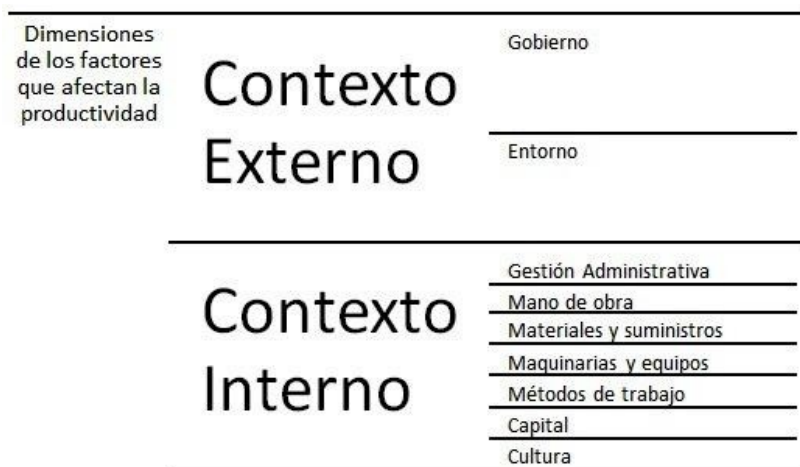 Dimensiones
de los factores
que afectan la
productividad
Contexto
Externo
Gobierno
Entorno
Contexto
Interno
Gestión Administrativa
Mano de obra
Materiales y suministros
Maquinarias y equipos
Métodos de trabajo
Capital
Cultura